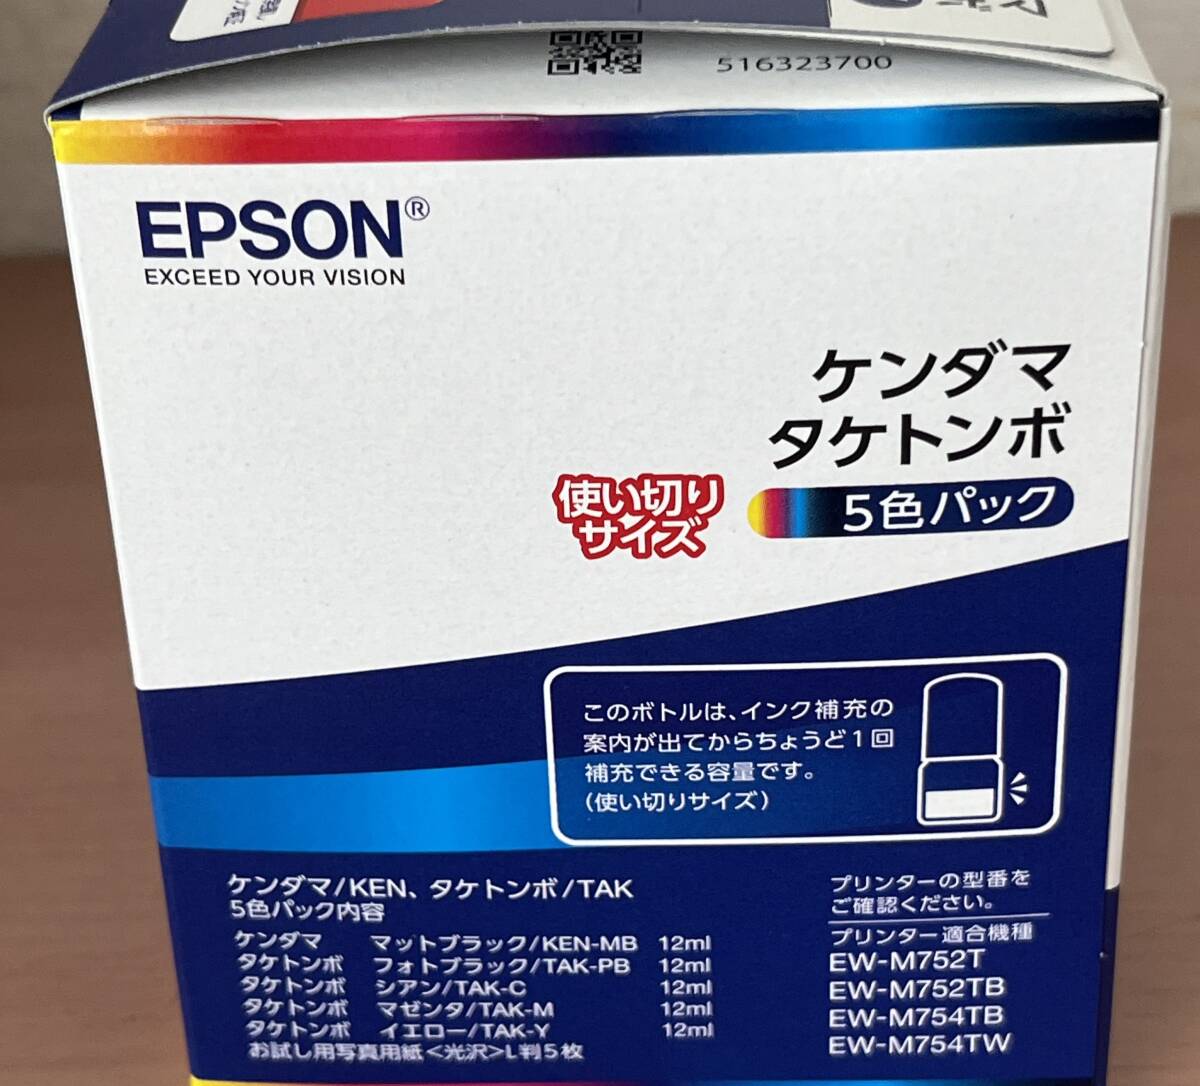 516323700
EPSON®
EXCEED YOUR VISION
ケンダマ
タケトンボ
使い切り
サイズ
5色パック
このボトルは、インク補充の
案内が出てからちょうど1回
補充できる容量です。
(使い切りサイズ)
ケンダマ/KEN、タケトンボ/TAK
5色パック内容
ケンダマ マットブラック/KEN-MB 12ml
タケトンボ フォトブラック/TAK-PB 12ml
タケトンボ シアン/TAK-C 12ml
タケトンボ マゼンタ/TAK-M 12ml
タケトンボ イエロー/TAK-Y 12ml
お試し用写真用紙<光沢>L判5枚
プリンターの型番を
ご確認ください。
プリンター適合機種
EW-M752T
EW-M752TB
EW-M754TB
EW-M754TW